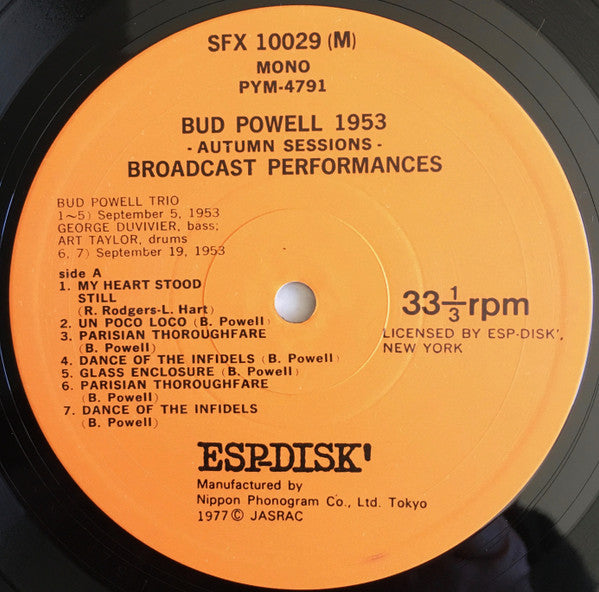 SFX 10029 (M)
MONO
PYM-4791
BUD POWELL 1953
- AUTUMN SESSIONS -
BROADCAST PERFORMANCES
BUD POWELL TRIO
1~5) September 5, 1953
GEORGE DUVIVIER, bass;
ART TAYLOR, drums
6, 7) September 19, 1953
side A
1. MY HEART STOOD
STILL
(R. Rodgers-L. Hart)
2. UN POCO LOCO (B. Powell)
3. PARISIAN THOROUGHFARE
(B. Powell)
4. DANCE OF THE INFIDELS (B. Powell)
5. GLASS ENCLOSURE (B. Powell)
6. PARISIAN THOROUGHFARE
(B. Powell)
7. DANCE OF THE INFIDELS
(B. Powell)
33 1/3 rpm
LICENSED BY ESP-DISK',
NEW YORK
ESP-DISK'
Manufactured by
Nippon Phonogram Co., Ltd. Tokyo
1977 © JASRAC